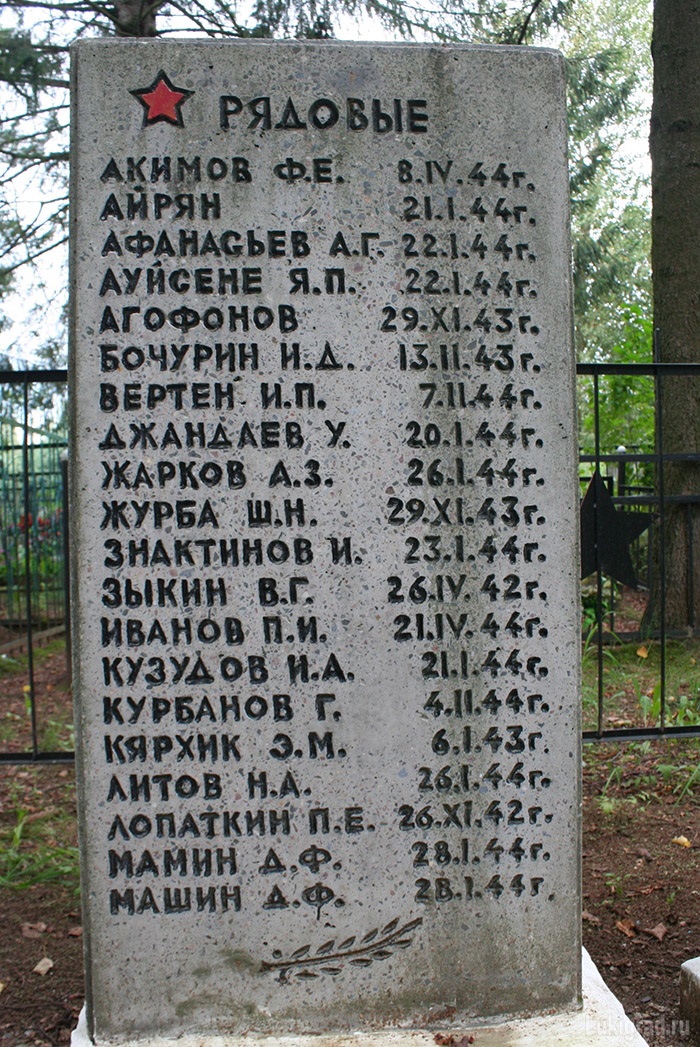 РЯДОВЫЕ
АКИМОВ Ф.Е. 8.IV.44г.
АЙРЯН 21.I.44г.
АФАНАСЬЕВ А.Г. 22.I.44г.
АУЙСЕНЕ Я.П. 22.I.44г.
АГОФОНОВ 29.XI.43г.
БОЧУРИН И.Д. 13.II.43г.
ВЕРТЕН И.П. 7.II.44г.
ДЖАНДАЕВ У. 20.I.44г.
ЖАРКОВ А.З. 26.I.44г.
ЖУРБА Ш.Н. 29.XI.43г.
ЗНАКТИНОВ И. 23.I.44г.
ЗЫКИН В.Г. 26.IV.42г.
ИВАНОВ П.И. 21.IV.44г.
КУЗУДОВ И.А. 21.I.44г.
КУРБАНОВ Г. 4.II.44г.
КЯРХИК Э.М. 6.I.43г.
ЛИТОВ Н.А. 26.I.44г.
ЛОПАТКИН П.Е. 26.XI.42г.
МАМИН Д.Ф. 28.I.44г.
МАШИН Д.Ф. 28.I.44г.